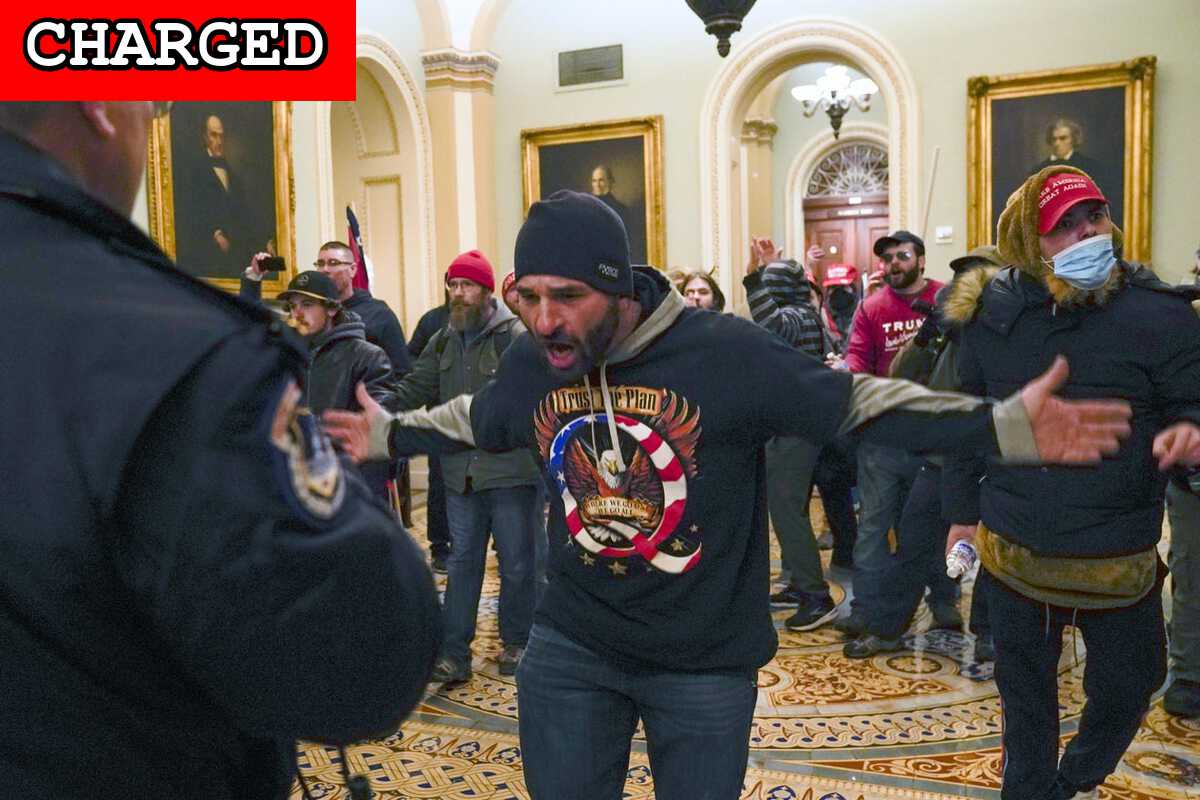 CHARGED
MAKE AMERICA
GREAT AGAIN
TRUMP
Trust The Plan
WHERE WE GO ONE
WE GO ALL